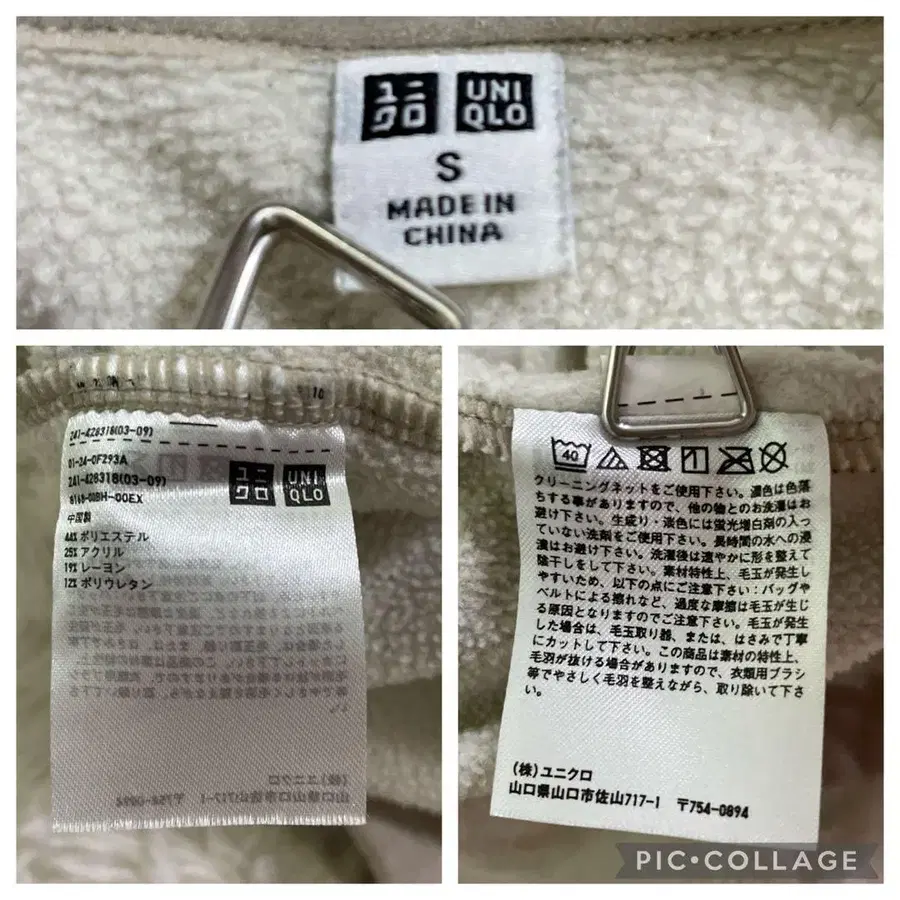 ユニ
クロ
UNI
QLO
S
MADE IN
CHINA
10
241-428318(03-09)
01-24-0F293A
241-428318(03-09)
8168-00BH-00EX
ユニ
クロ
UNI
QLO
中国製
44% ポリエステル
25% アクリル
19% レーヨン
12% ポリウレタン
40
クリーニングネットをご使用下さい。濃色は色落
ちする事がありますので、他の物とのお洗濯はお
避け下さい。生成り・淡色には蛍光増白剤の入っ
ていない洗剤をご使用下さい。長時間の水への浸
漬はお避け下さい。洗濯後は速やかに形を整えて
陰干しをして下さい。素材特性上、毛玉が発生し
やすいため、以下の点にご注意下さい：バッグや
ベルトによる擦れなど、過度な摩擦は毛玉が生じ
る原因となりますのでご注意下さい。毛玉が発生
した場合は、毛玉取り器、または、はさみで丁寧
にカットして下さい。この商品は素材の特性上、
毛羽が抜ける場合がありますので、衣類用ブラシ
等でやさしく毛羽を整えながら、取り除いて下さ
い。
(株)ユニクロ
山口県山口市佐山717-1 〒754-0894
PIC•COLLAGE